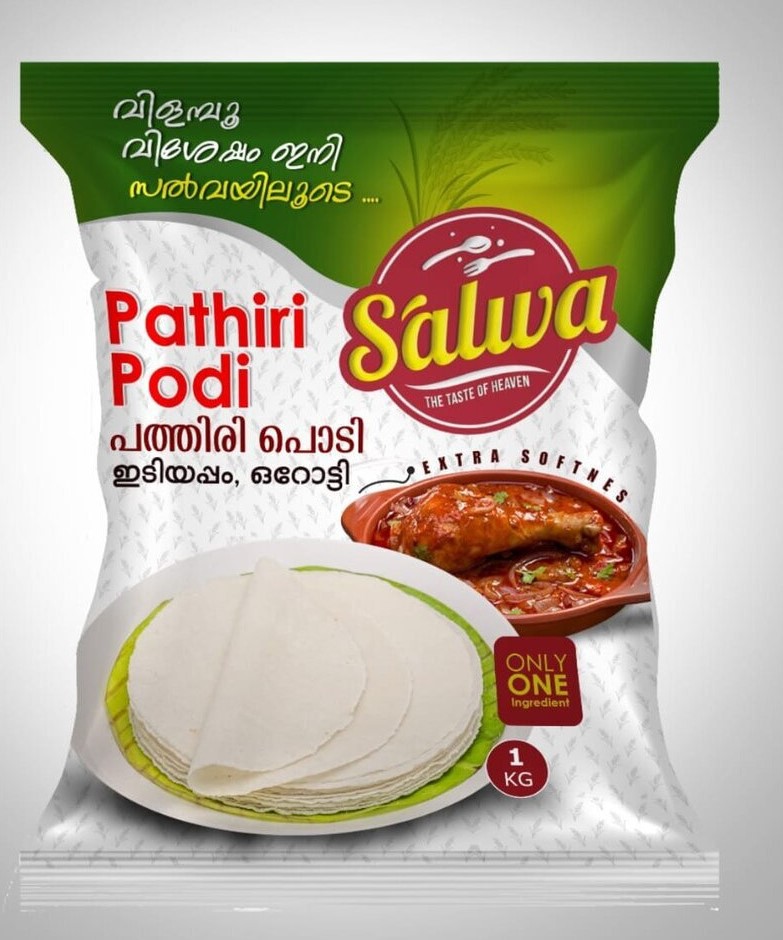 വിളമ്പൂ
വിശേഷം ഇനി
സൽവയിലൂടെ ....
Salwa
THE TASTE OF HEAVEN
Pathiri
Podi
പത്തിരി പൊടി
ഇടിയപ്പം, ഒറോട്ടി
EXTRA SOFTNES
ONLY
ONE
Ingredient
1
KG